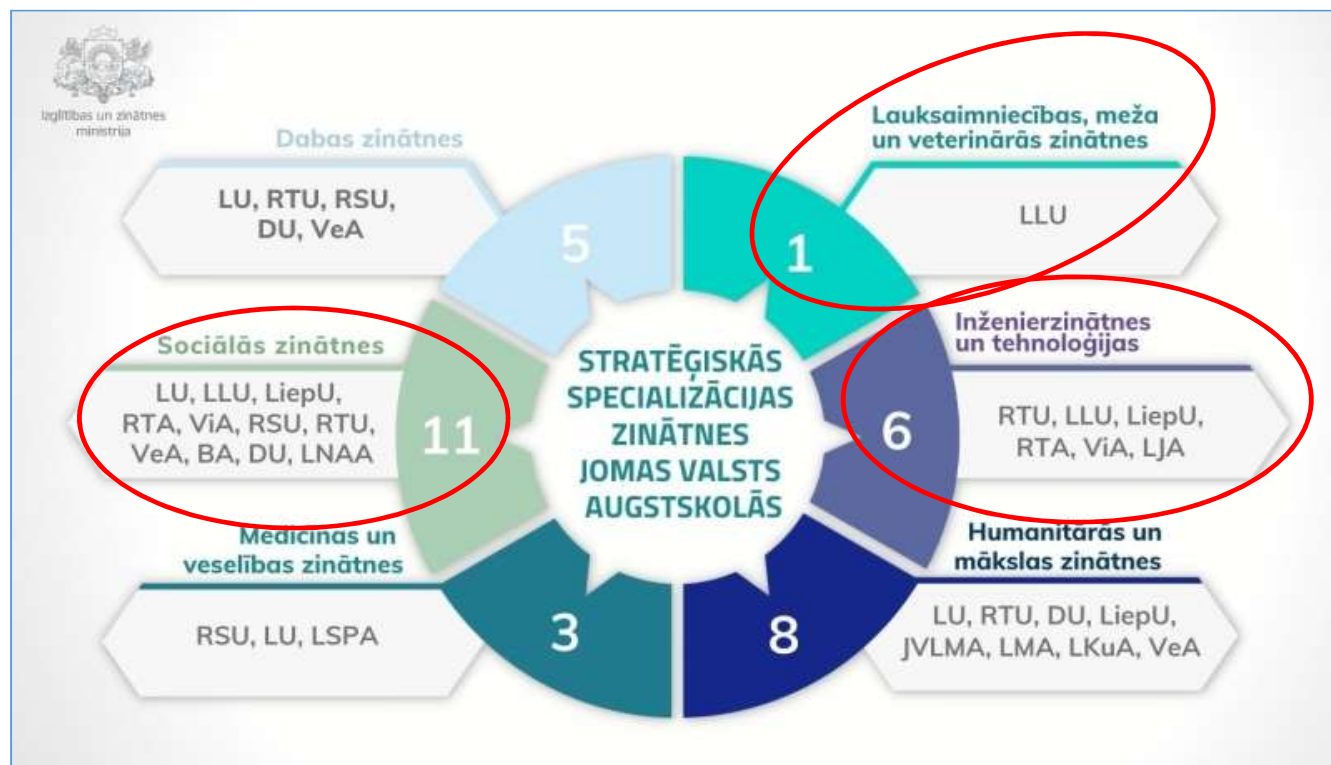 Izglītības un zinātnes
ministrija
Dabas zinātnes
LU, RTU, RSU,
DU, VeA
5
Lauksaimniecības, meža
un veterinārās zinātnes
LLU
1
Sociālās zinātnes
LU, LLU, LiepU,
RTA, ViA, RSU, RTU,
VeA, BA, DU, LNAA
11
STRATĒĢISKĀS
SPECIALIZĀCIJAS
ZINĀTNES
JOMAS VALSTS
AUGSTSKOLĀS
Inženierzinātnes
un tehnoloģijas
RTU, LLU, LiepU,
RTA, ViA, LJA
6
Medicīnas un
veselības zinātnes
RSU, LU, LSPA
3
Humanitārās un
mākslas zinātnes
LU, RTU, DU, LiepU,
JVLMA, LMA, LKuA, VeA
8